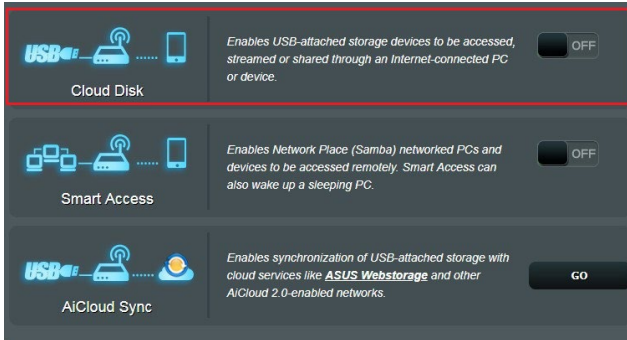 Enables USB-attached storage devices to be accessed,
streamed or shared through an Internet-connected PC
or device.
OFF
USB
Cloud Disk
Enables Network Place (Samba) networked PCs and
devices to be accessed remotely. Smart Access can
also wake up a sleeping PC.
OFF
Smart Access
Enables synchronization of USB-attached storage with
cloud services like ASUS Webstorage and other
AiCloud 2.0-enabled networks.
GO
USB
AiCloud Sync